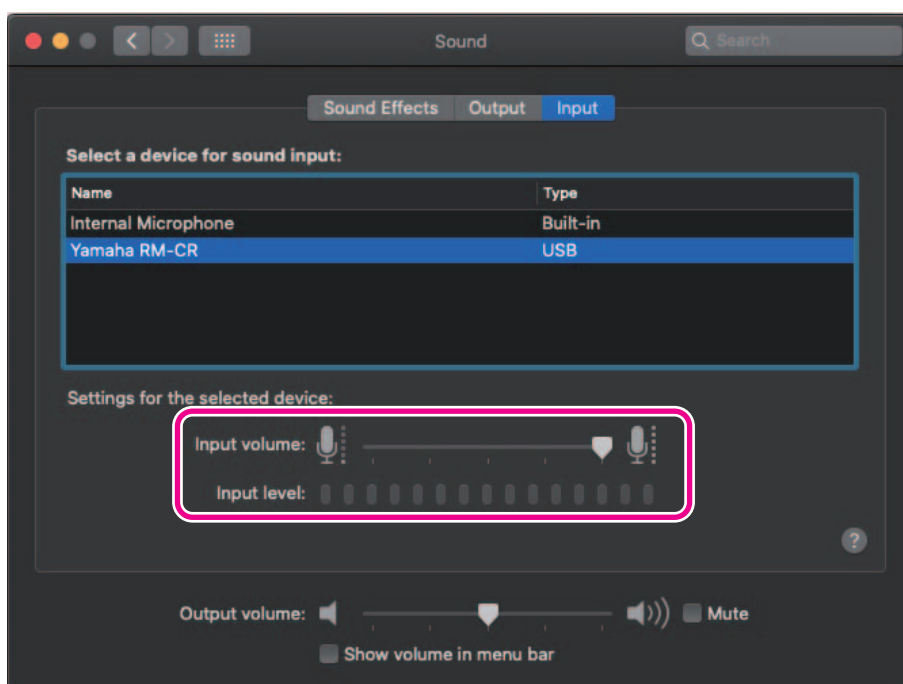 Sound
Search
Sound Effects Output Input
Select a device for sound input:
Name Type
Internal Microphone Built-in
Yamaha RM-CR USB
Settings for the selected device:
Input volume:
Input level:
?
Output volume: Mute
Show volume in menu bar